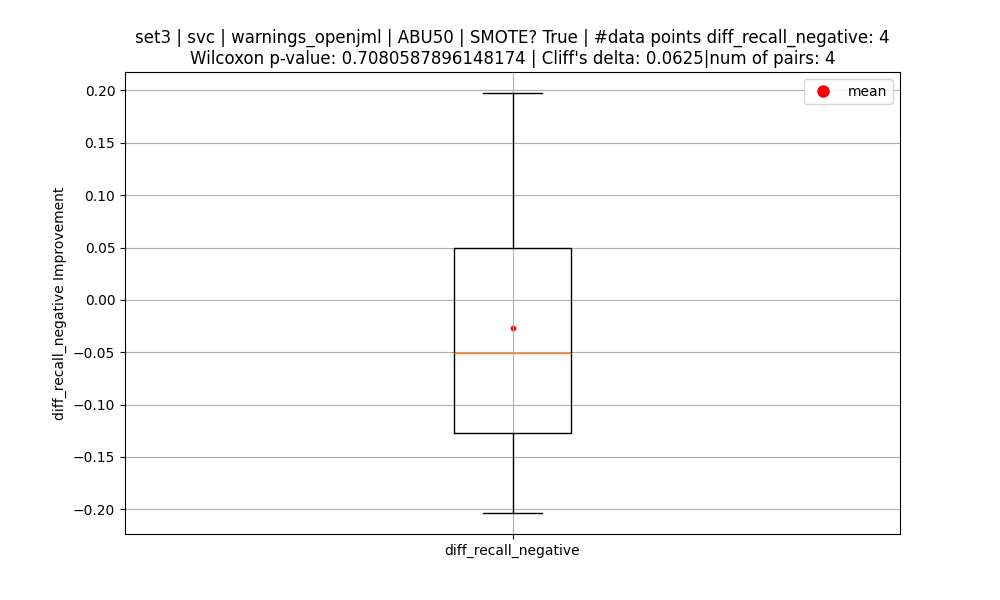 set3 | svc | warnings_openjml | ABU50 | SMOTE? True | #data points diff_recall_negative: 4
Wilcoxon p-value: 0.7080587896148174 | Cliff's delta: 0.0625|num of pairs: 4
mean
diff_recall_negative Improvement
0.20
0.15
0.10
0.05
0.00
−0.05
−0.10
−0.15
−0.20
diff_recall_negative